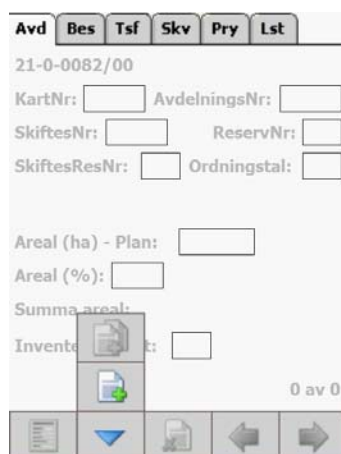 Avd Bes Tsf Skv Pry Lst
21-0-0082/00
KartNr: AvdelningsNr:
SkiftesNr: ReservNr:
SkiftesResNr: Ordningstal:
Areal (ha) - Plan:
Areal (%):
Summa areal:
0 av 0